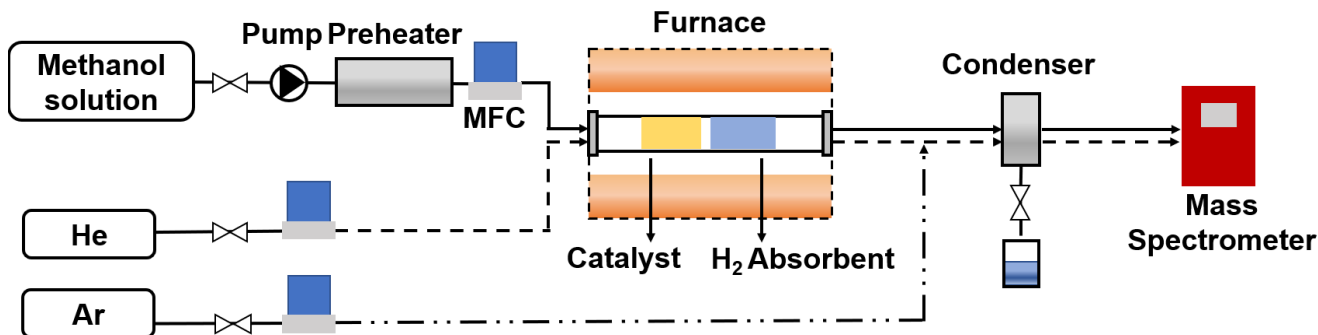 Furnace
Pump Preheater
Methanol
solution
MFC
Condenser
He
Catalyst
H₂ Absorbent
Mass
Spectrometer
Ar